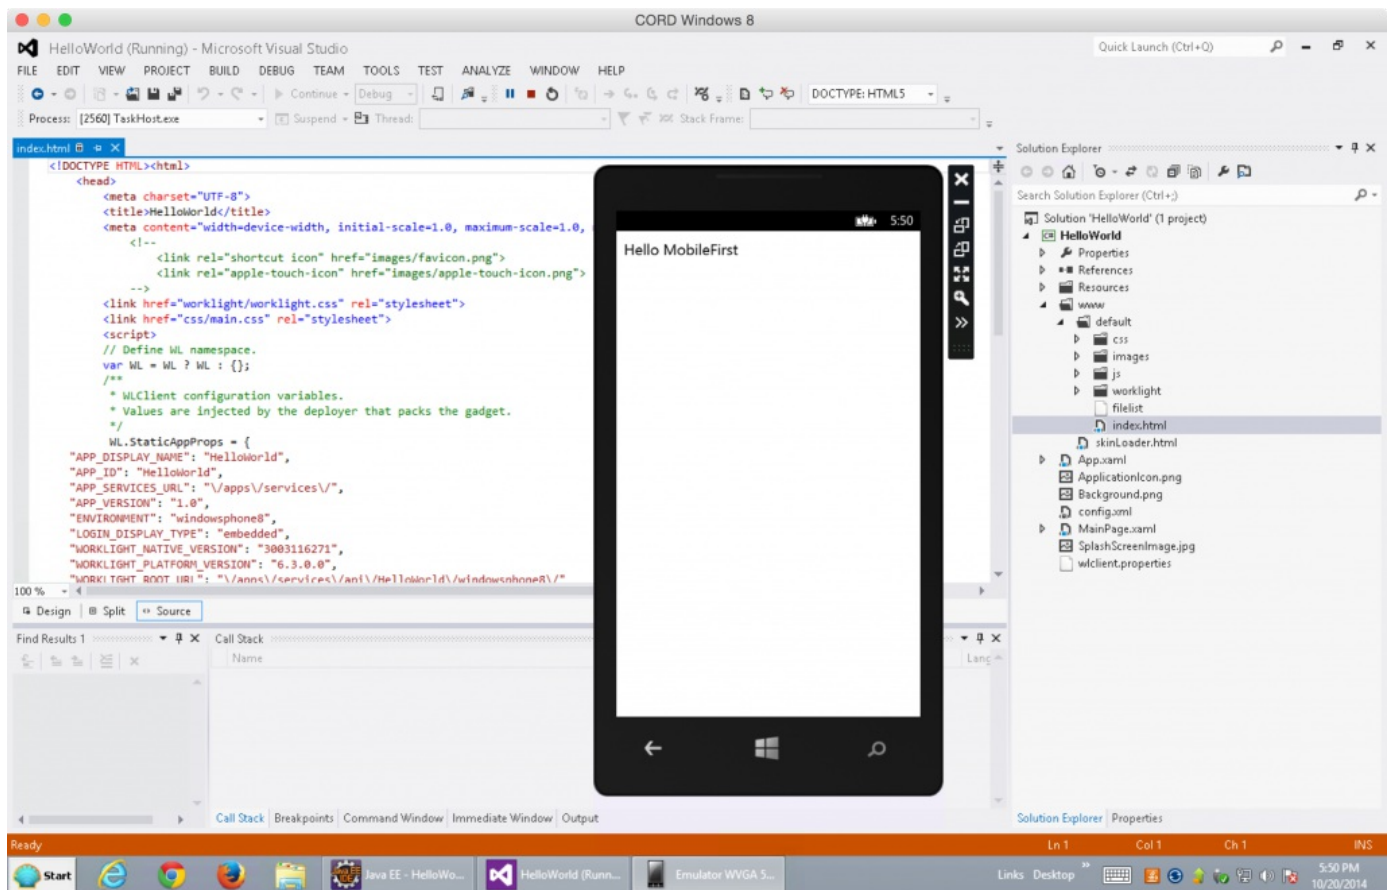 CORD Windows 8
HelloWorld (Running) - Microsoft Visual Studio
Quick Launch (Ctrl+Q)
FILE EDIT VIEW PROJECT BUILD DEBUG TEAM TOOLS TEST ANALYZE WINDOW HELP
Continue Debug DOCTYPE: HTML5
Process: [2560] TaskHost.exe Suspend Thread: Stack Frame:
index.html
<!DOCTYPE HTML><html>
<head>
<meta charset="UTF-8">
<title>HelloWorld</title>
<meta content="width=device-width, initial-scale=1.0, maximum-scale=1.0,
<!--
<link rel="shortcut icon" href="images/favicon.png">
<link rel="apple-touch-icon" href="images/apple-touch-icon.png">
-->
<link href="worklight/worklight.css" rel="stylesheet">
<link href="css/main.css" rel="stylesheet">
<script>
// Define WL namespace.
var WL = WL ? WL : {};
/**
* WLClient configuration variables.
* Values are injected by the deployer that packs the gadget.
*/
WL.StaticAppProps = {
"APP_DISPLAY_NAME": "HelloWorld",
"APP_ID": "HelloWorld",
"APP_SERVICES_URL": "\/apps\/services\/",
"APP_VERSION": "1.0",
"ENVIRONMENT": "windowsphone8",
"LOGIN_DISPLAY_TYPE": "embedded",
"WORKLIGHT_NATIVE_VERSION": "3003116271",
"WORKLIGHT_PLATFORM_VERSION": "6.3.0.0",
"WORKLIGHT_ROOT_URL": "\/apps\/services\/api\/HelloWorld\/windowsphone8\/"
100 %
Design Split Source
5:50
Hello MobileFirst
Solution Explorer
Search Solution Explorer (Ctrl+;)
Solution 'HelloWorld' (1 project)
C# HelloWorld
Properties
References
Resources
www
default
css
images
js
worklight
filelist
index.html
skinLoader.html
App.xaml
ApplicationIcon.png
Background.png
config.xml
MainPage.xaml
SplashScreenImage.jpg
wlclient.properties
Find Results 1
Call Stack
Name
Lang
Call Stack Breakpoints Command Window Immediate Window Output
Solution Explorer Properties
Ready Ln 1 Col 1 Ch 1 INS
Start Java EE - HelloWo... HelloWorld (Runn... Emulator WVGA 5... Links Desktop
5:50 PM
10/20/2014